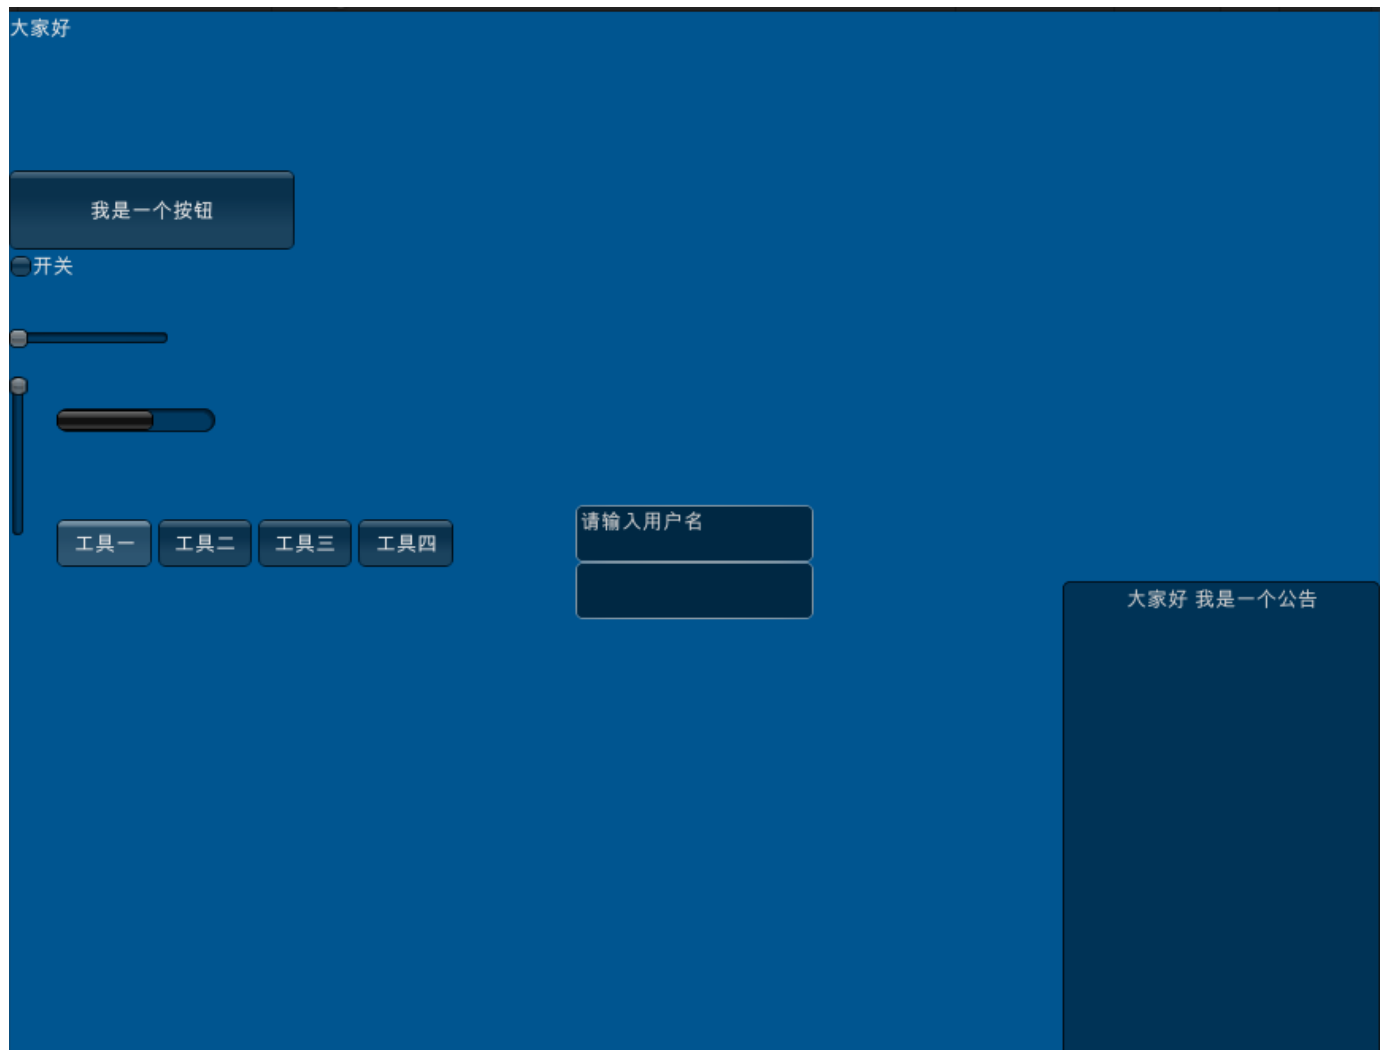 大家好
我是一个按钮
开关
工具一 工具二 工具三 工具四
请输入用户名
大家好 我是一个公告